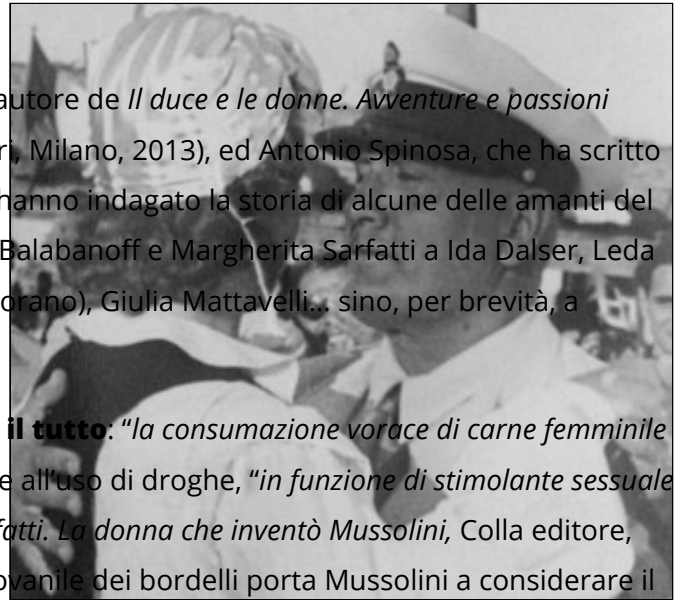 autore de Il duce e le donne. Avventure e passioni
Milano, 2013), ed Antonio Spinosa, che ha scritto
hanno indagato la storia di alcune delle amanti del
Balabanoff e Margherita Sarfatti a Ida Dalser, Leda
Giulia Mattavelli... sino, per brevità, a
il tutto: “la consumazione vorace di carne femminile
e all’uso di droghe, “in funzione di stimolante sessuale
La donna che inventò Mussolini, Colla editore,
dei bordelli porta Mussolini a considerare il